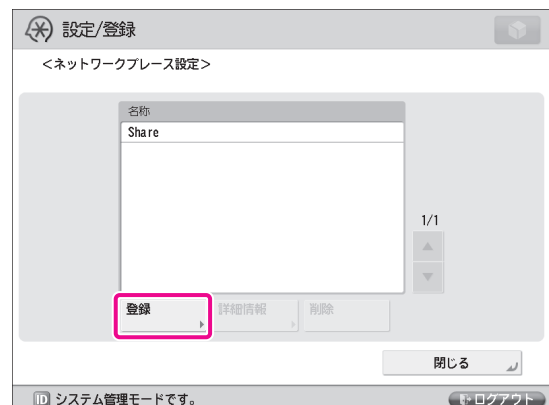 設定/登録
<ネットワークプレース設定>
名称
Share
1/1
登録 詳細情報 削除
閉じる
ID システム管理モードです。 ログアウト